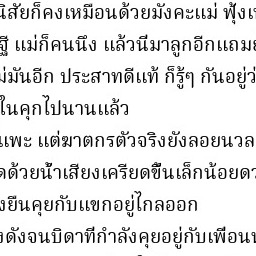 นิสัยก็คงเหมือนด้วยมังคะแม่ ฟุ้งเ
ฐี แม่ก็คนนึง แล้วนี่มาลูกอีกแถม
มมันอีก ประสาทดีแท้ ก็รู้ๆ กันอยู่ว
ในคุกไปนานแล้ว
แพะ แต่ฆาตกรตัวจริงยังลอยนวล
ดด้วยน้ำเสียงเครียดขึ้นเล็กน้อยด
งยืนคุยกับแขกอยู่ไกลออก
งดังจนบิดาที่กำลังคุยอยู่กับเพื่อน